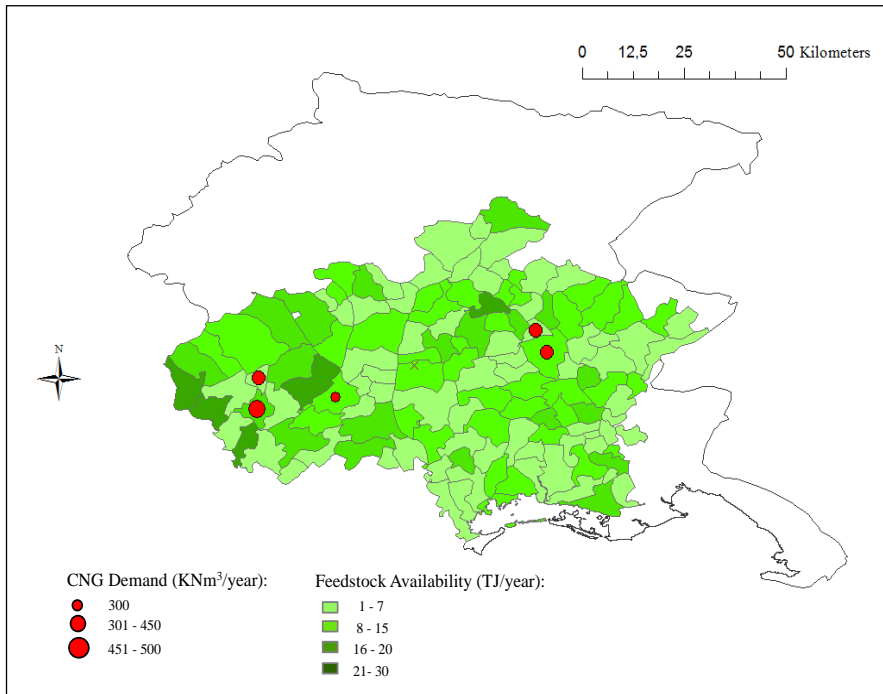 0 12,5 25 50 Kilometers
N
CNG Demand (KNm³/year):
300
301 - 450
451 - 500
Feedstock Availability (TJ/year):
1 - 7
8 - 15
16 - 20
21- 30